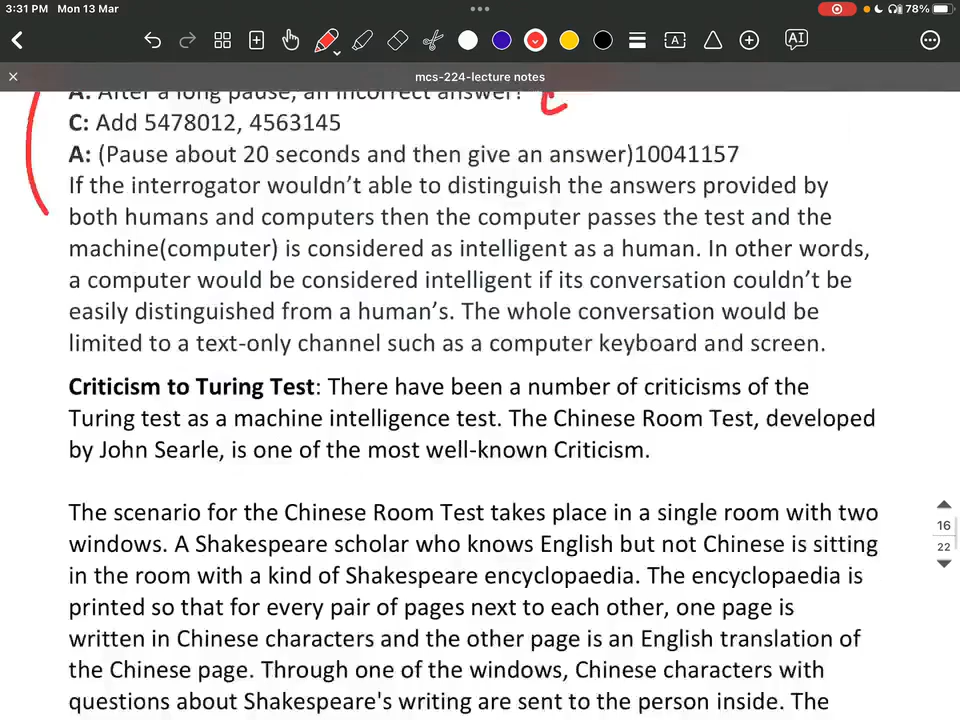 3:31 PM Mon 13 Mar
78%
A
AI
mcs-224-lecture notes
A: After a long pause, an incorrect answer!
C: Add 5478012, 4563145
A: (Pause about 20 seconds and then give an answer)10041157
If the interrogator wouldn’t able to distinguish the answers provided by
both humans and computers then the computer passes the test and the
machine(computer) is considered as intelligent as a human. In other words,
a computer would be considered intelligent if its conversation couldn’t be
easily distinguished from a human’s. The whole conversation would be
limited to a text-only channel such as a computer keyboard and screen.
Criticism to Turing Test: There have been a number of criticisms of the
Turing test as a machine intelligence test. The Chinese Room Test, developed
by John Searle, is one of the most well-known Criticism.
The scenario for the Chinese Room Test takes place in a single room with two
windows. A Shakespeare scholar who knows English but not Chinese is sitting
in the room with a kind of Shakespeare encyclopaedia. The encyclopaedia is
printed so that for every pair of pages next to each other, one page is
written in Chinese characters and the other page is an English translation of
the Chinese page. Through one of the windows, Chinese characters with
questions about Shakespeare's writing are sent to the person inside. The
16
22